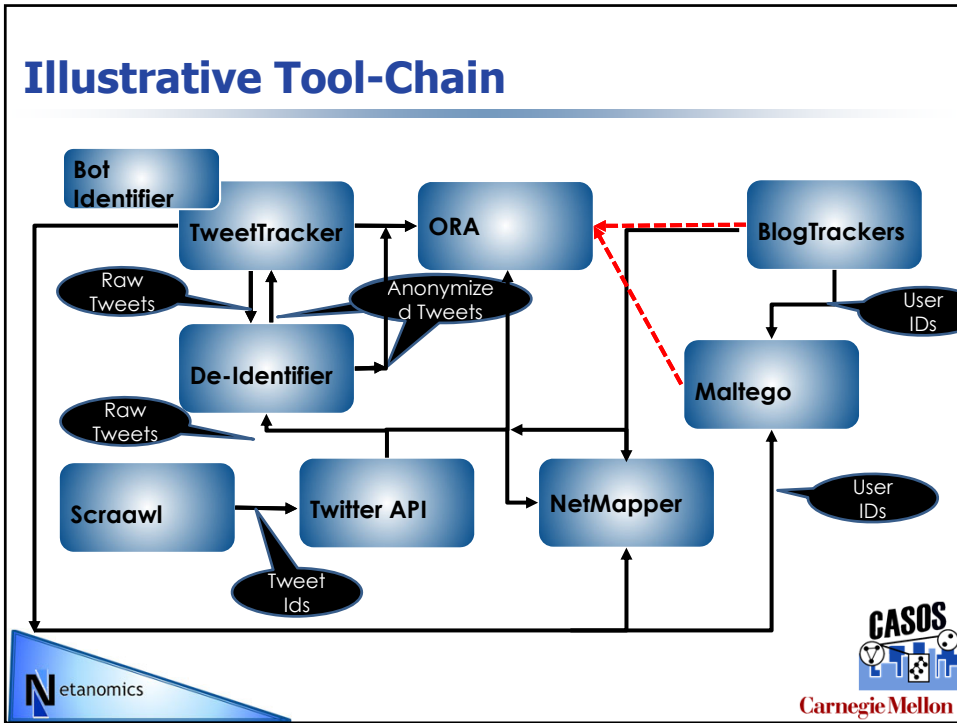 Illustrative Tool-Chain
Bot
Identifier
TweetTracker
ORA
BlogTrackers
Raw
Tweets
Anonymize
d Tweets
User
IDs
De-Identifier
Maltego
Raw
Tweets
Scraawl
Twitter API
NetMapper
User
IDs
Tweet
Ids
CASOS
Netanomics
Carnegie Mellon